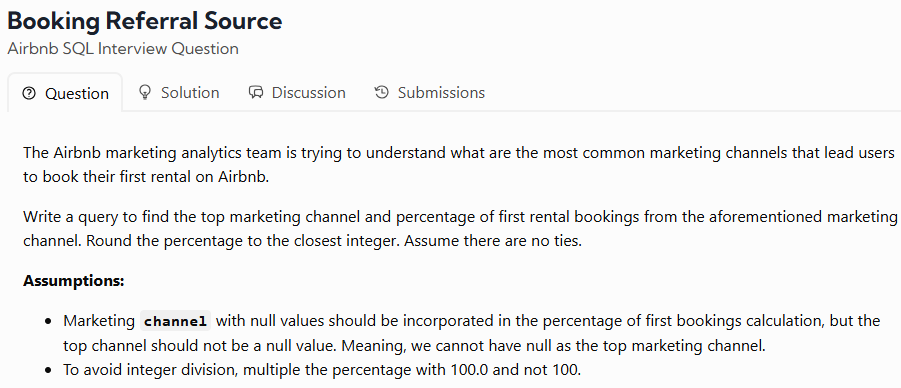 Booking Referral Source
Airbnb SQL Interview Question
Question Solution Discussion Submissions
The Airbnb marketing analytics team is trying to understand what are the most common marketing channels that lead users
to book their first rental on Airbnb.
Write a query to find the top marketing channel and percentage of first rental bookings from the aforementioned marketing
channel. Round the percentage to the closest integer. Assume there are no ties.
Assumptions:
• Marketing channel with null values should be incorporated in the percentage of first bookings calculation, but the
top channel should not be a null value. Meaning, we cannot have null as the top marketing channel.
• To avoid integer division, multiple the percentage with 100.0 and not 100.